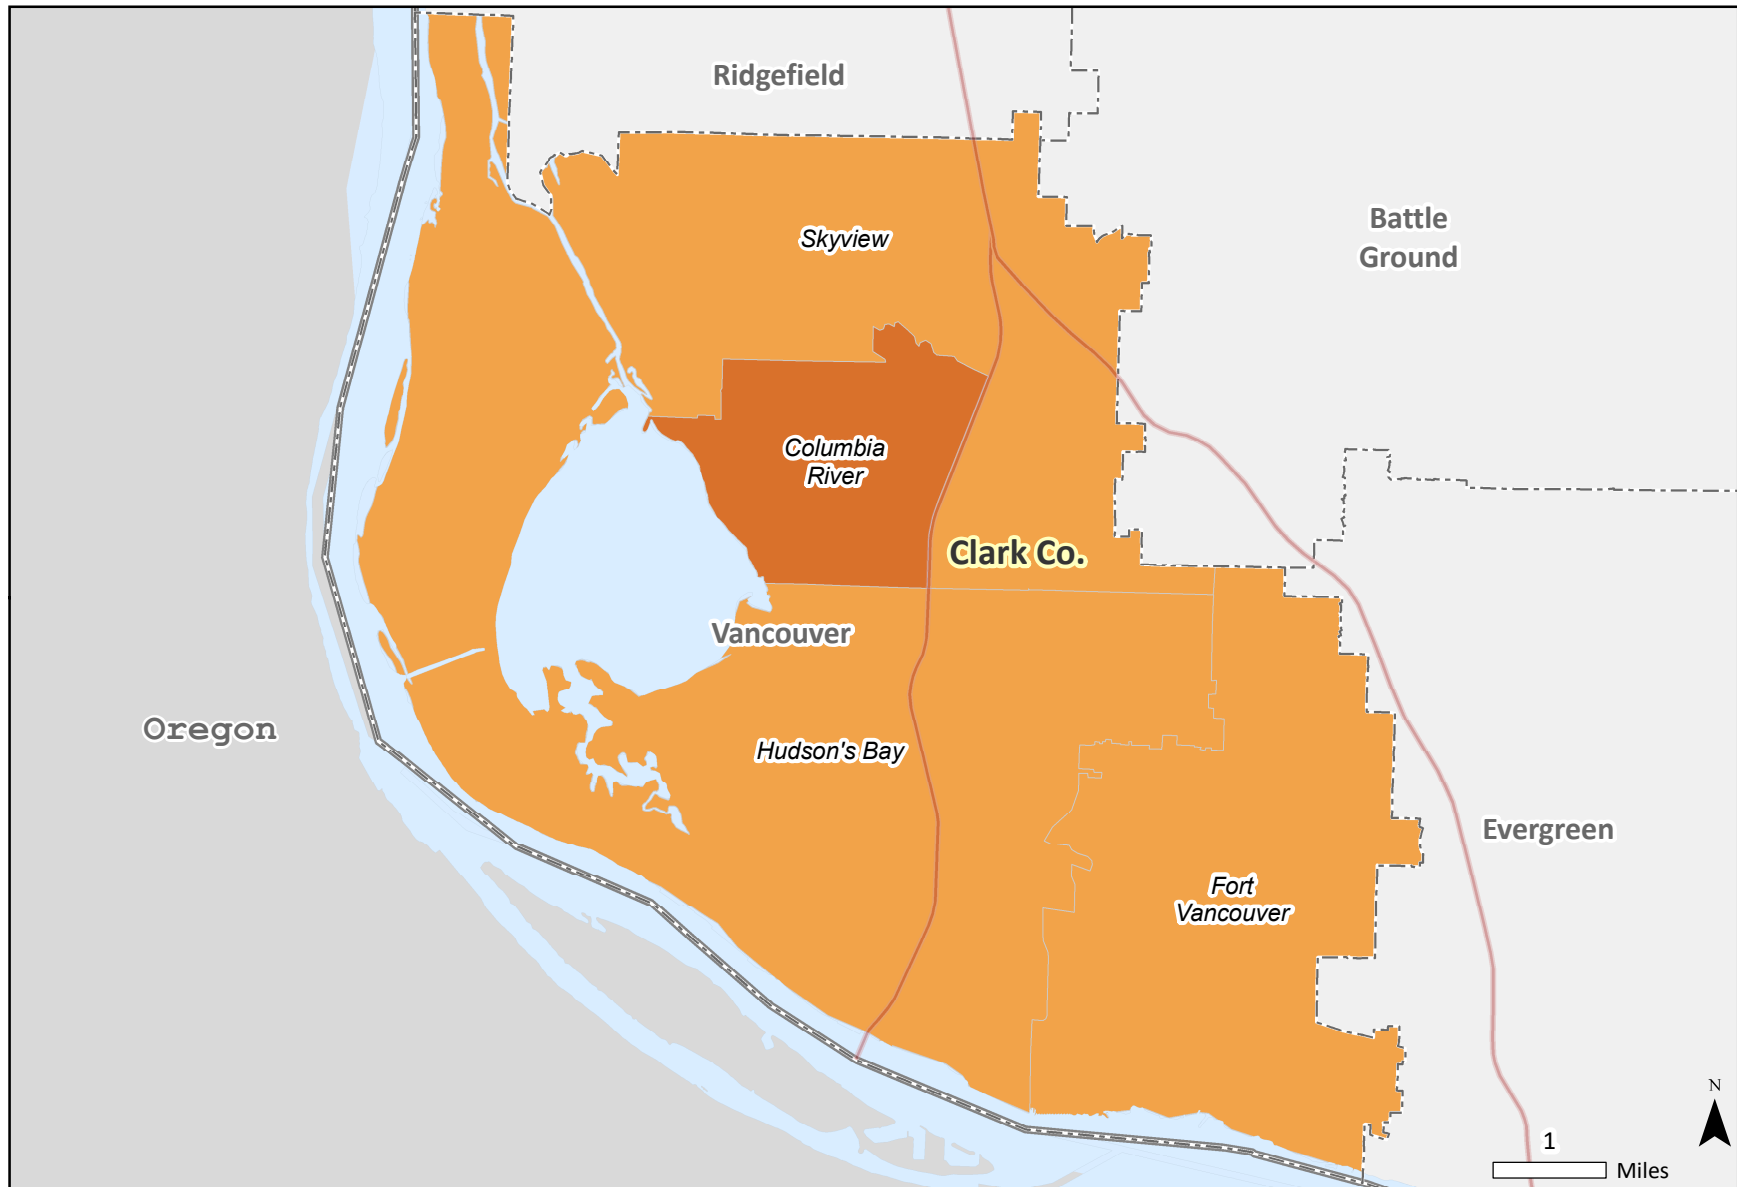 Ridgefield
Battle
Ground
Skyview
Columbia
River
Clark Co.
Vancouver
Oregon
Hudson's Bay
Evergreen
Fort
Vancouver
N
1
Miles